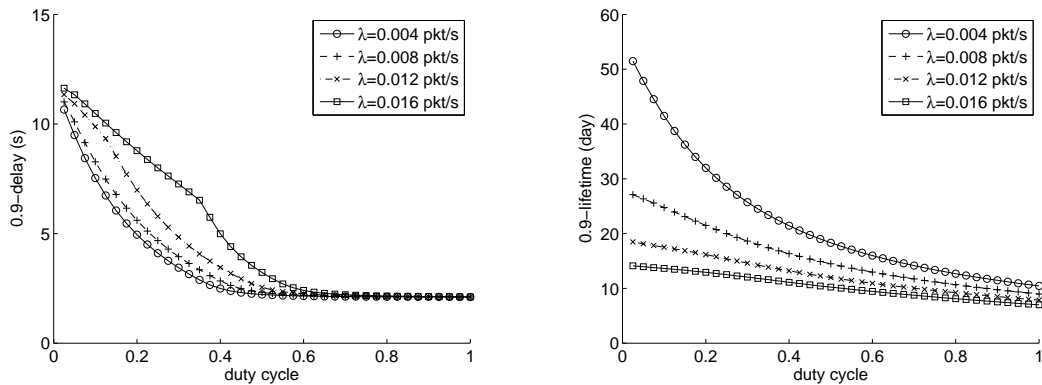 15
10
5
0
0
0.2
0.4
0.6
0.8
1
duty cycle
0.9−delay (s)
λ=0.004 pkt/s
λ=0.008 pkt/s
λ=0.012 pkt/s
λ=0.016 pkt/s
60
50
40
30
20
10
0
0
0.2
0.4
0.6
0.8
1
duty cycle
0.9−lifetime (day)
λ=0.004 pkt/s
λ=0.008 pkt/s
λ=0.012 pkt/s
λ=0.016 pkt/s